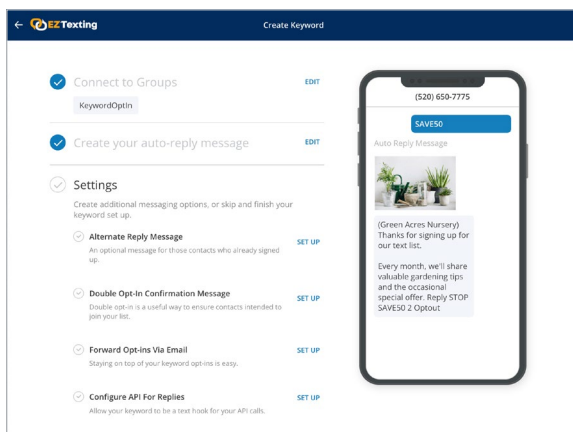 EZTexting
Create Keyword
Connect to Groups
EDIT
KeywordOptIn
Create your auto-reply message
EDIT
Settings
Create additional messaging options, or skip and finish your
keyword set up.
Alternate Reply Message
SET UP
An optional message for those contacts who already signed
up.
Double Opt-In Confirmation Message
SET UP
Double opt-in is a useful way to ensure contacts intended to
join your list.
Forward Opt-ins Via Email
SET UP
Staying on top of your keyword opt-ins is easy.
Configure API For Replies
SET UP
Allow your keyword to be a text hook for your API calls.
(520) 650-7775
SAVE50
Auto Reply Message
(Green Acres Nursery)
Thanks for signing up for
our text list.
Every month, we'll share
valuable gardening tips
and the occasional
special offer. Reply STOP
SAVE50 2 Optout